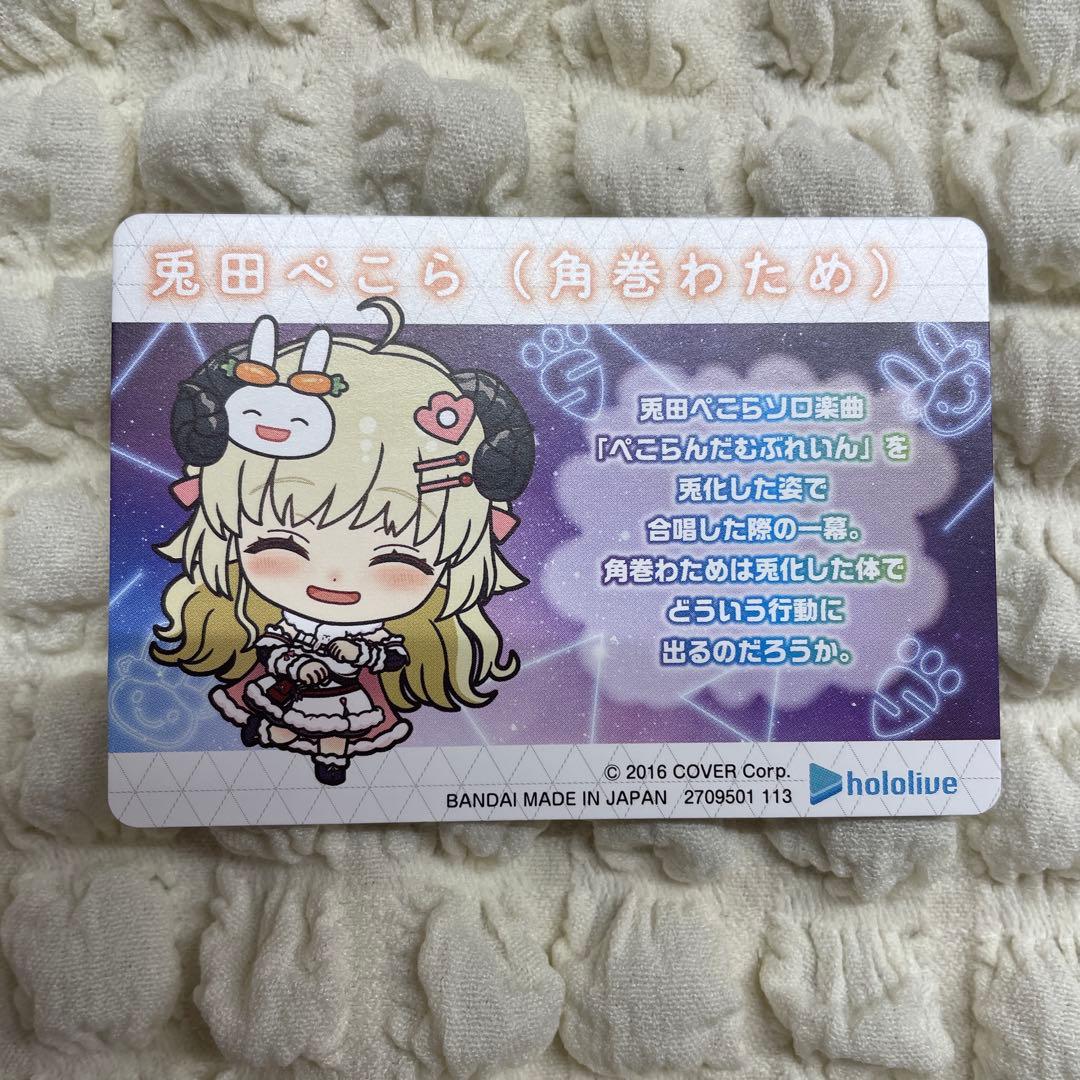 兎田ぺこら（角巻わため）
兎田ぺこらソロ楽曲
「ぺこらんだむぶれいん」を
兎化した姿で
合唱した際の一幕。
角巻わためは兎化した体で
どういう行動に
出るのだろうか。
© 2016 COVER Corp.
BANDAI MADE IN JAPAN 2709501 113
hololive